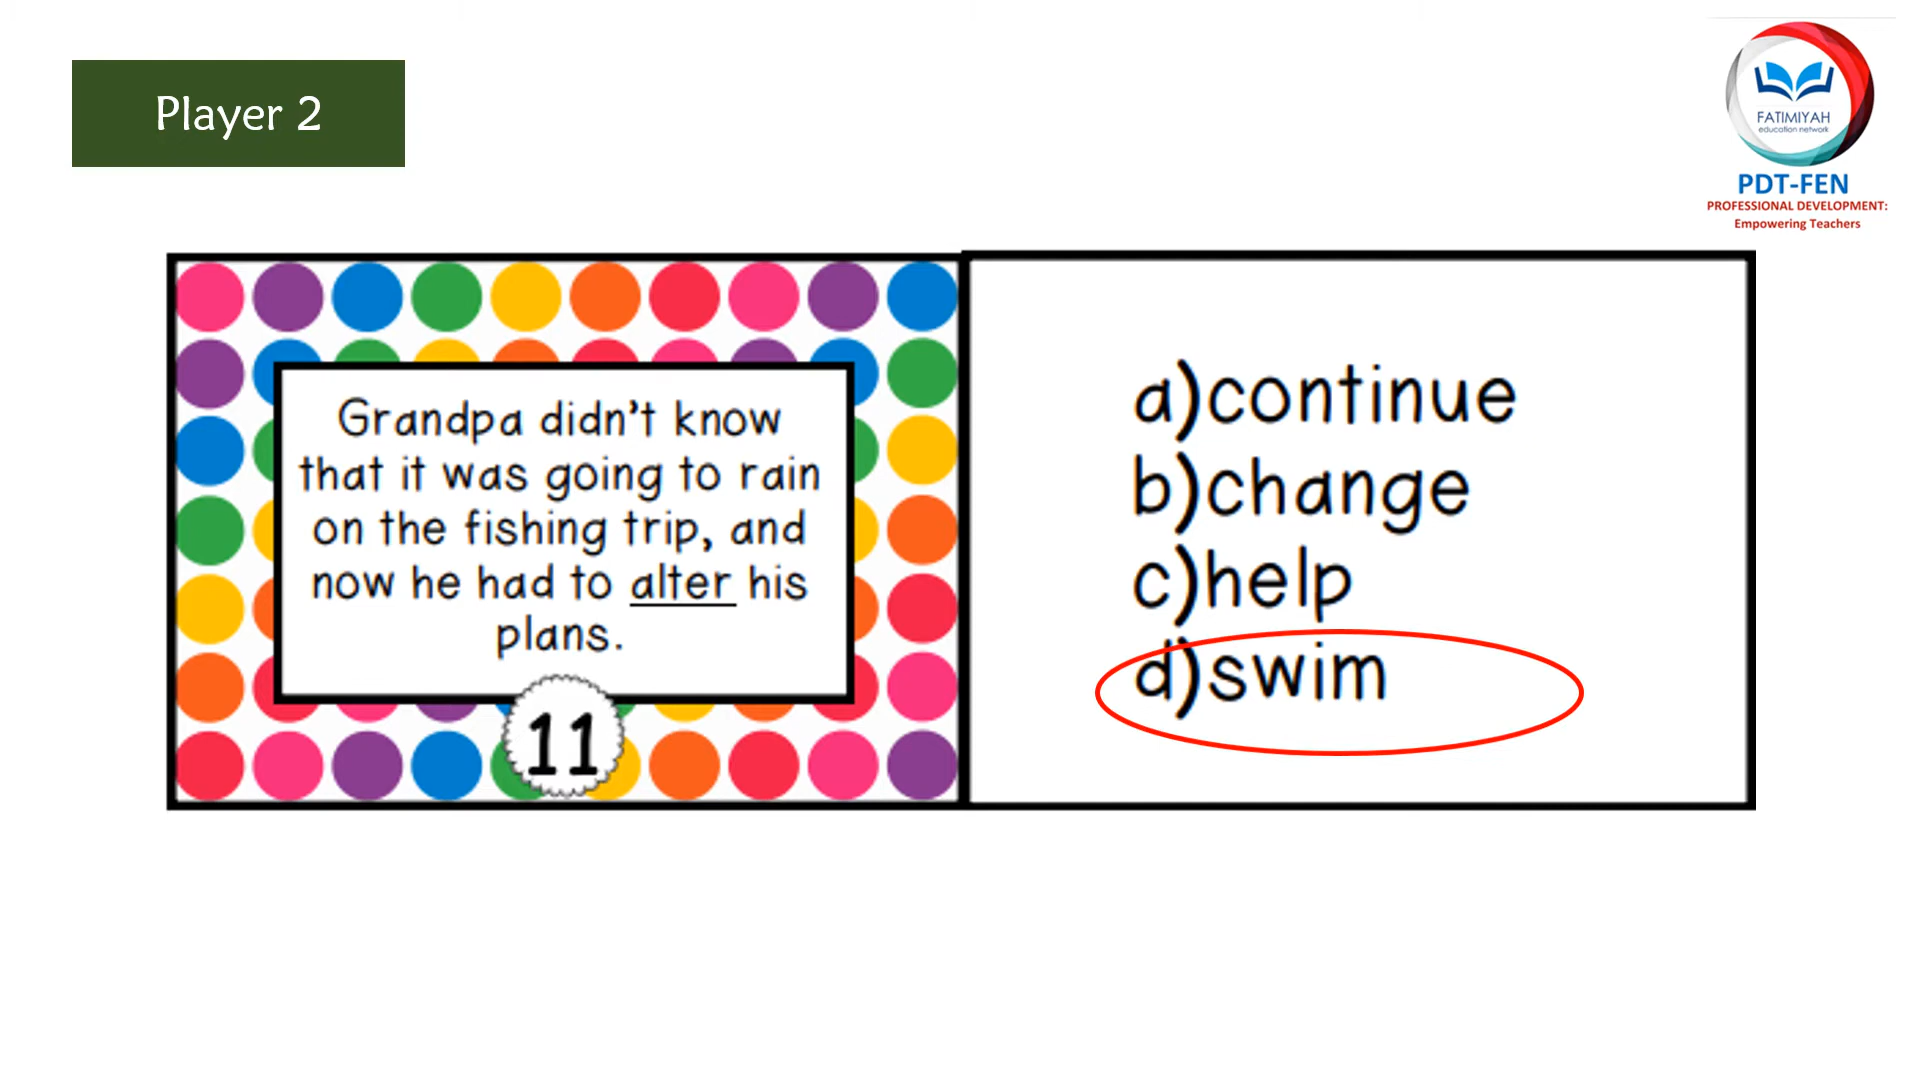 Player 2
FATIMIYAH
education network
PDT-FEN
PROFESSIONAL DEVELOPMENT:
Empowering Teachers
Grandpa didn't know
that it was going to rain
on the fishing trip, and
now he had to alter his
plans.
11
a)continue
b)change
c)help
d)swim